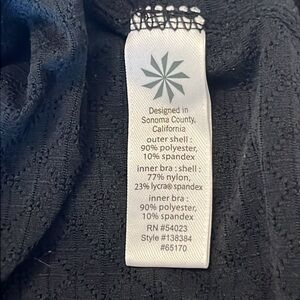 Designed in
Sonoma County,
California
outer shell :
90% polyester,
10% spandex
inner bra : shell :
77% nylon,
23% lycra® spandex
inner bra :
90% polyester,
10% spandex
RN #54023
Style #138384
#65170